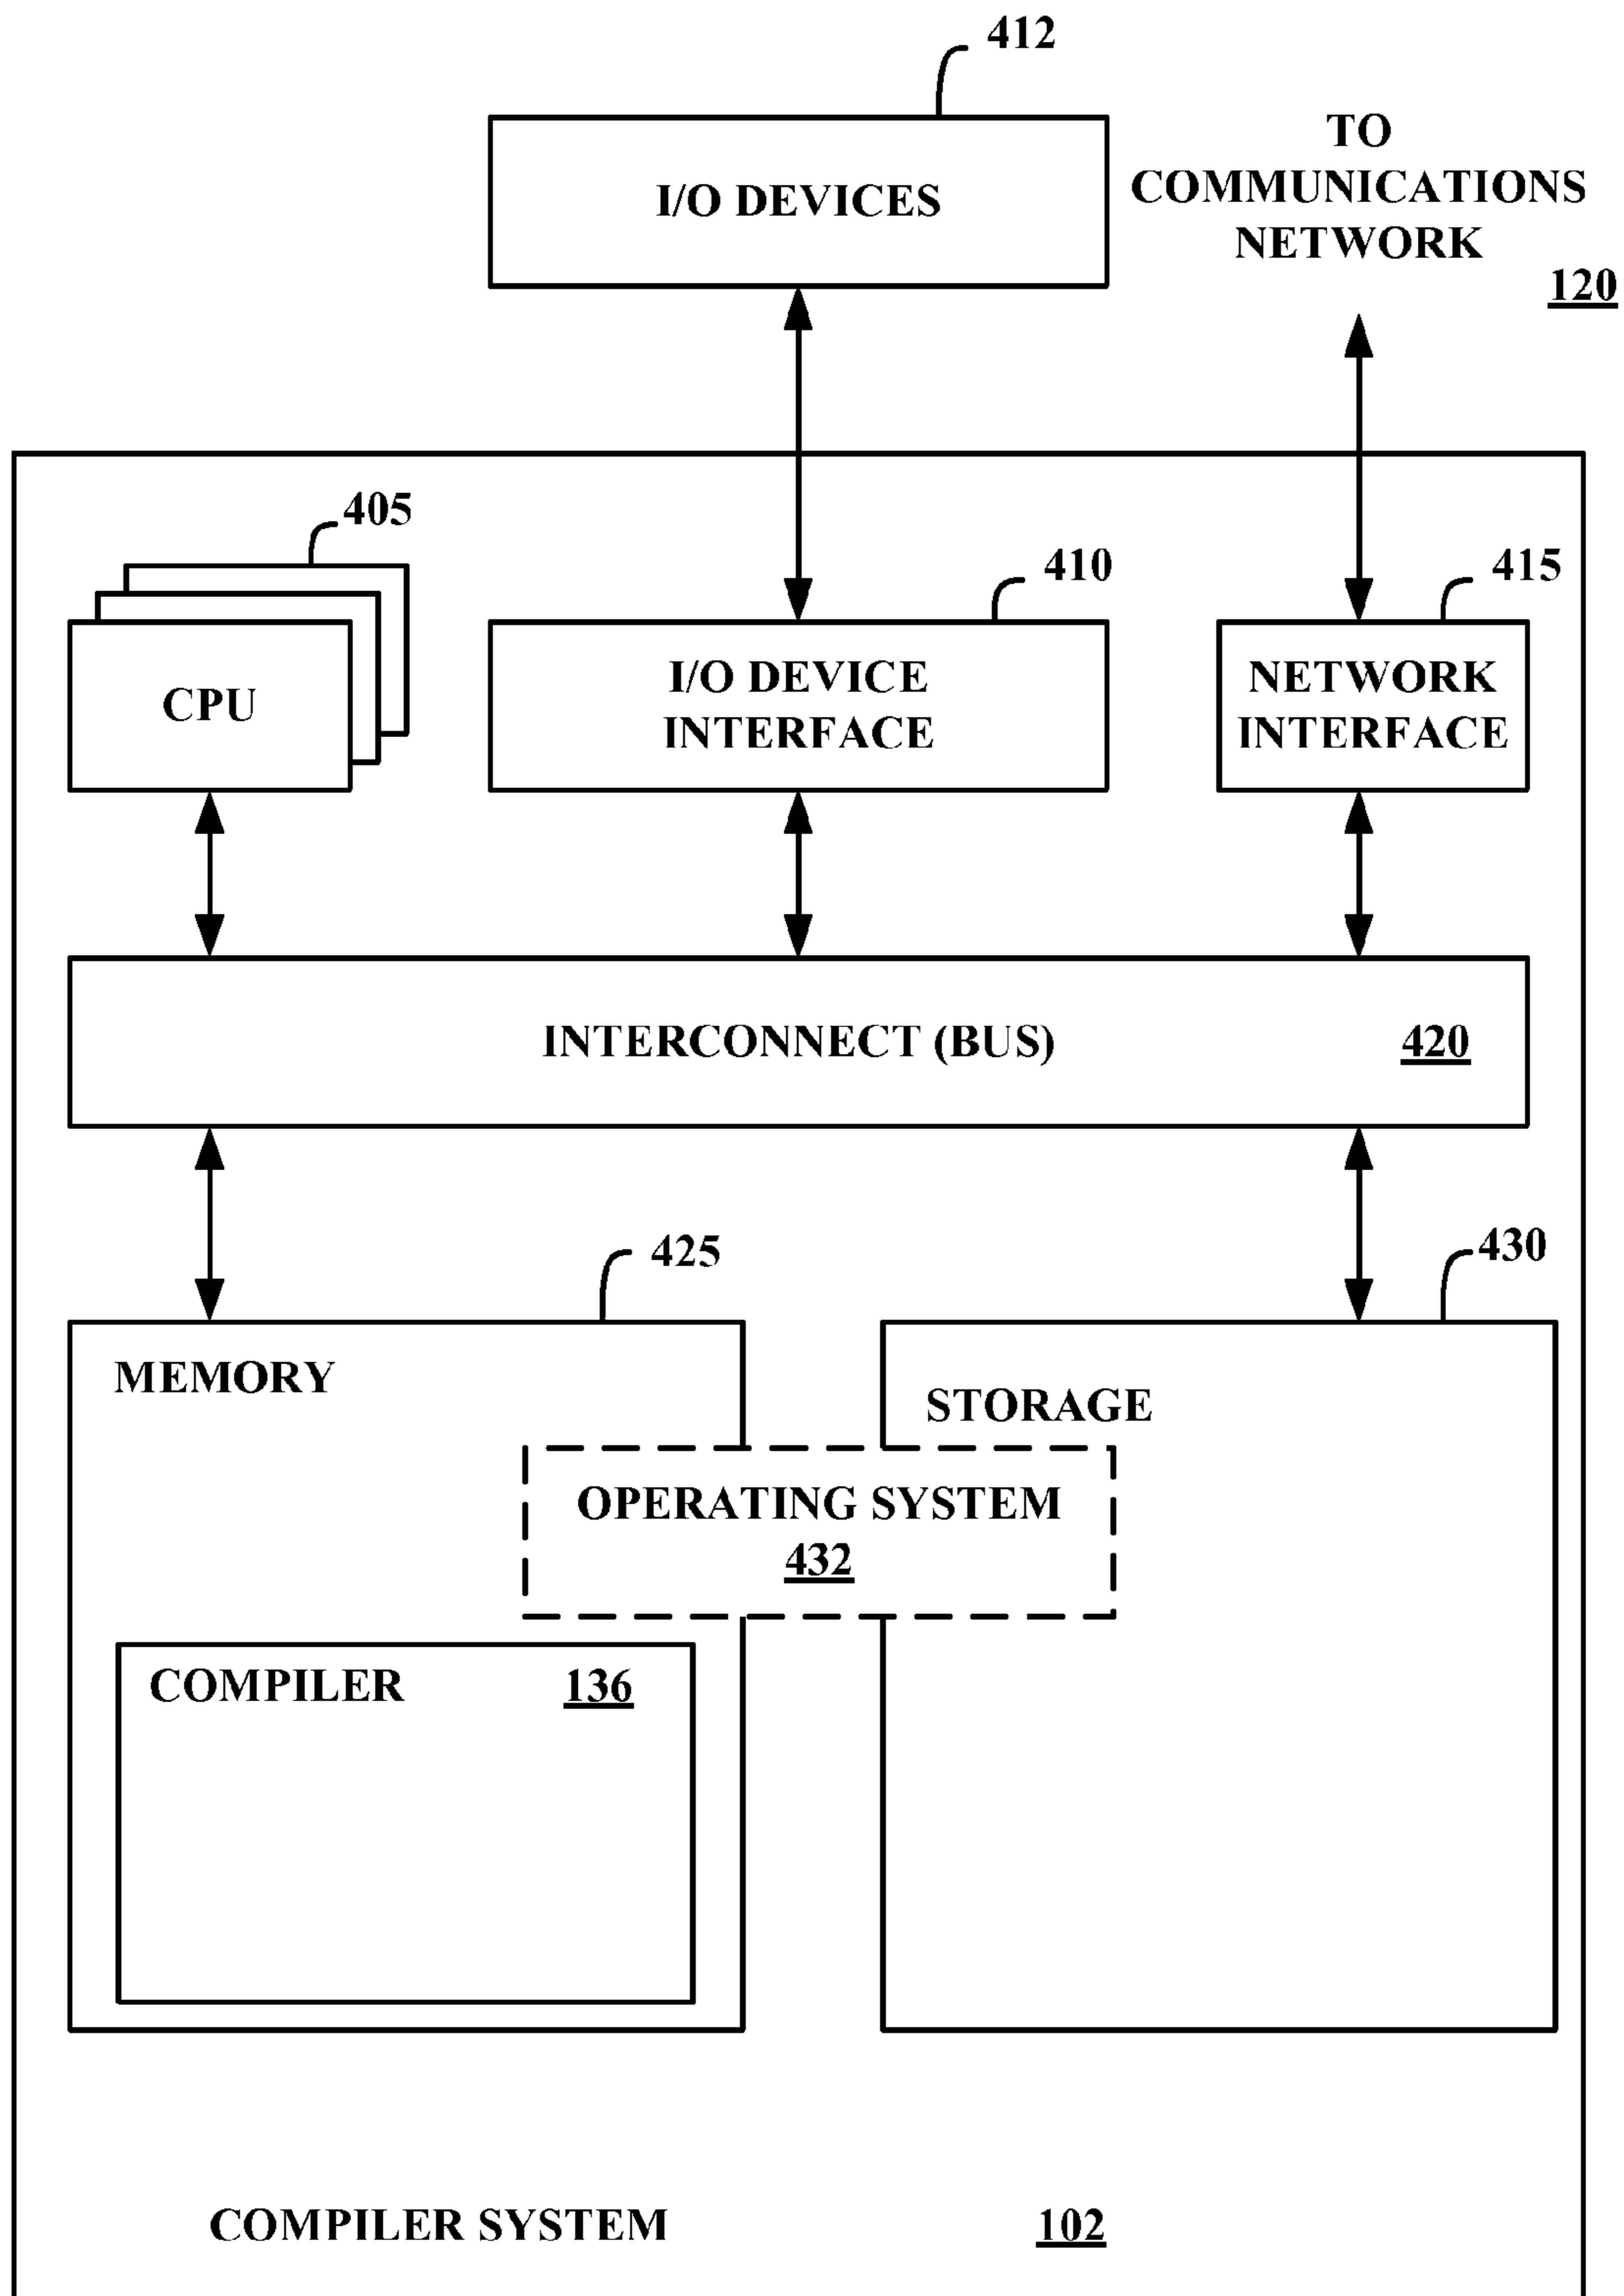 412
I/O DEVICES
TO
COMMUNICATIONS
NETWORK
120
405
410
415
CPU
I/O DEVICE
INTERFACE
NETWORK
INTERFACE
INTERCONNECT (BUS)
420
425
430
MEMORY
STORAGE
OPERATING SYSTEM
432
COMPILER
136
COMPILER SYSTEM
102